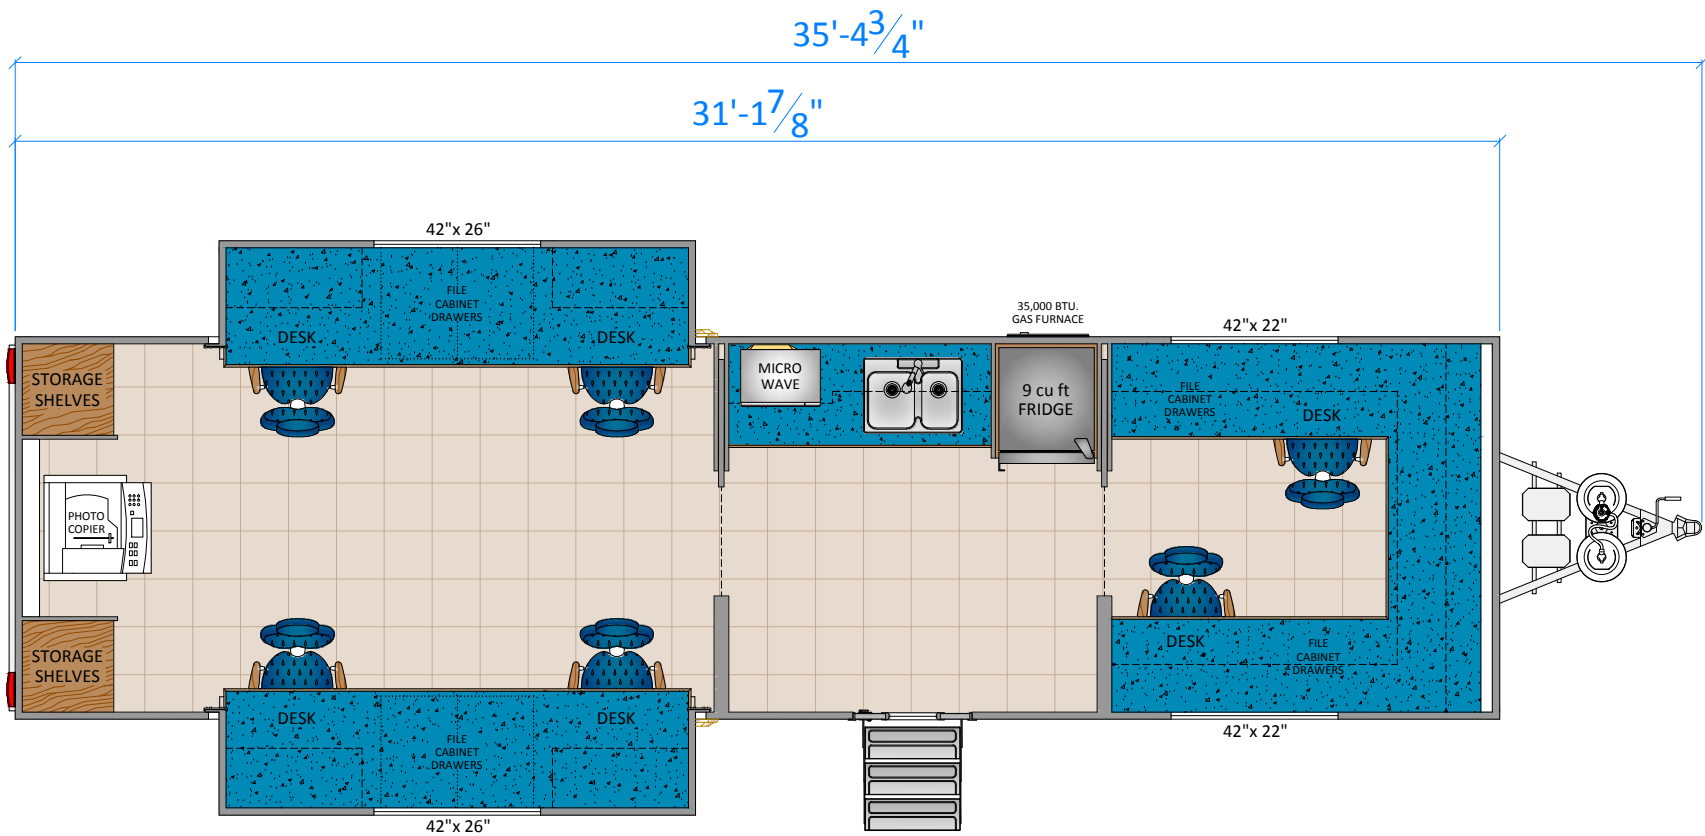 35'-4 3/4"
31'-1 7/8"
42"x 26"
FILE
CABINET
DRAWERS
DESK
DESK
35,000 BTU.
GAS FURNACE
42"x 22"
STORAGE
SHELVES
MICRO
WAVE
9 cu ft
FRIDGE
FILE
CABINET
DRAWERS
DESK
PHOTO
COPIER
STORAGE
SHELVES
DESK
FILE
CABINET
DRAWERS
DESK
FILE
CABINET
DRAWERS
DESK
42"x 22"
42"x 26"